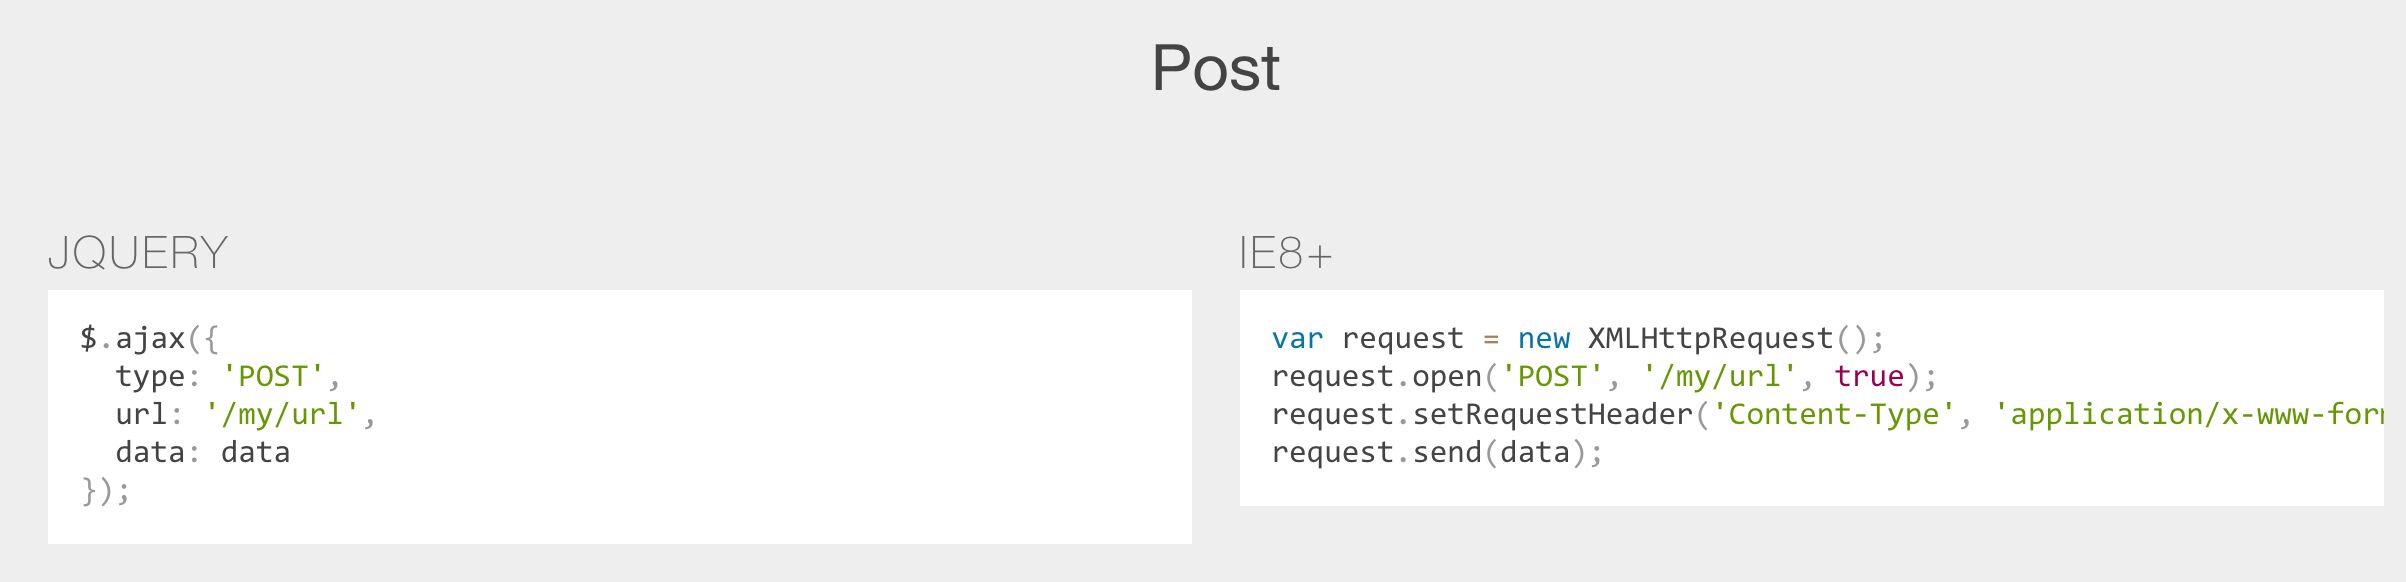 Post
JQUERY
$.ajax({
  type: 'POST',
  url: '/my/url',
  data: data
});
IE8+
var request = new XMLHttpRequest();
request.open('POST', '/my/url', true);
request.setRequestHeader('Content-Type', 'application/x-www-for
request.send(data);